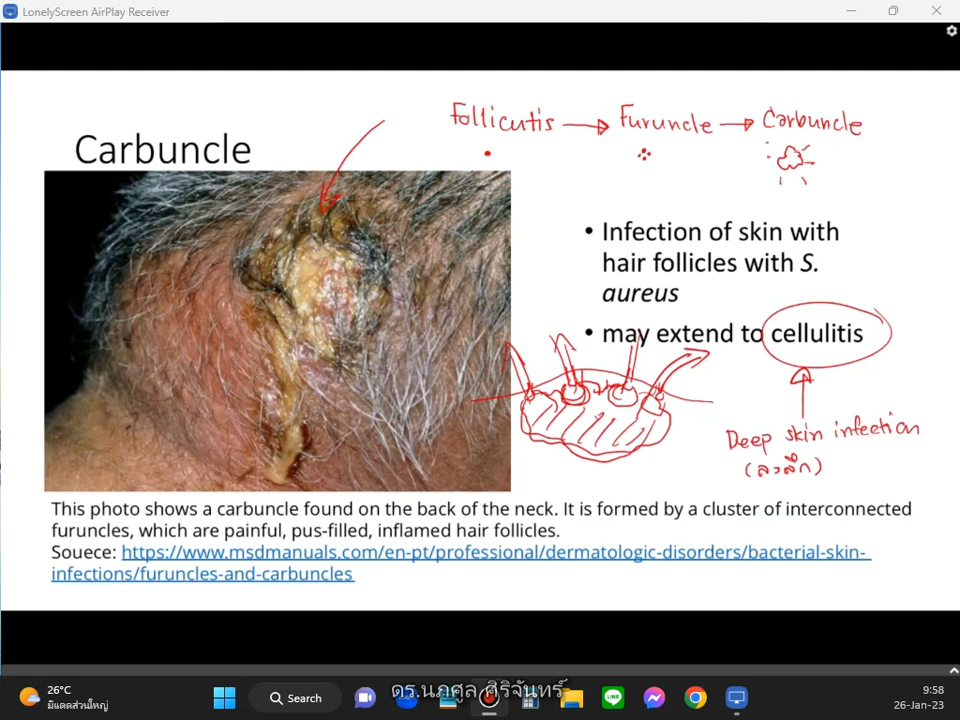 LonelyScreen AirPlay Receiver
Follicutis → Furuncle → Carbuncle
Carbuncle
• Infection of skin with
hair follicles with S.
aureus
• may extend to cellulitis
Deep skin infection
(ลงลึก)
This photo shows a carbuncle found on the back of the neck. It is formed by a cluster of interconnected
furuncles, which are painful, pus-filled, inflamed hair follicles.
Souece: https://www.msdmanuals.com/en-pt/professional/dermatologic-disorders/bacterial-skin-
infections/furuncles-and-carbuncles
ดร.นภศูล ศิริจันทร์
26°C
มีแดดส่วนใหญ่
Search
9:58
26-Jan-23